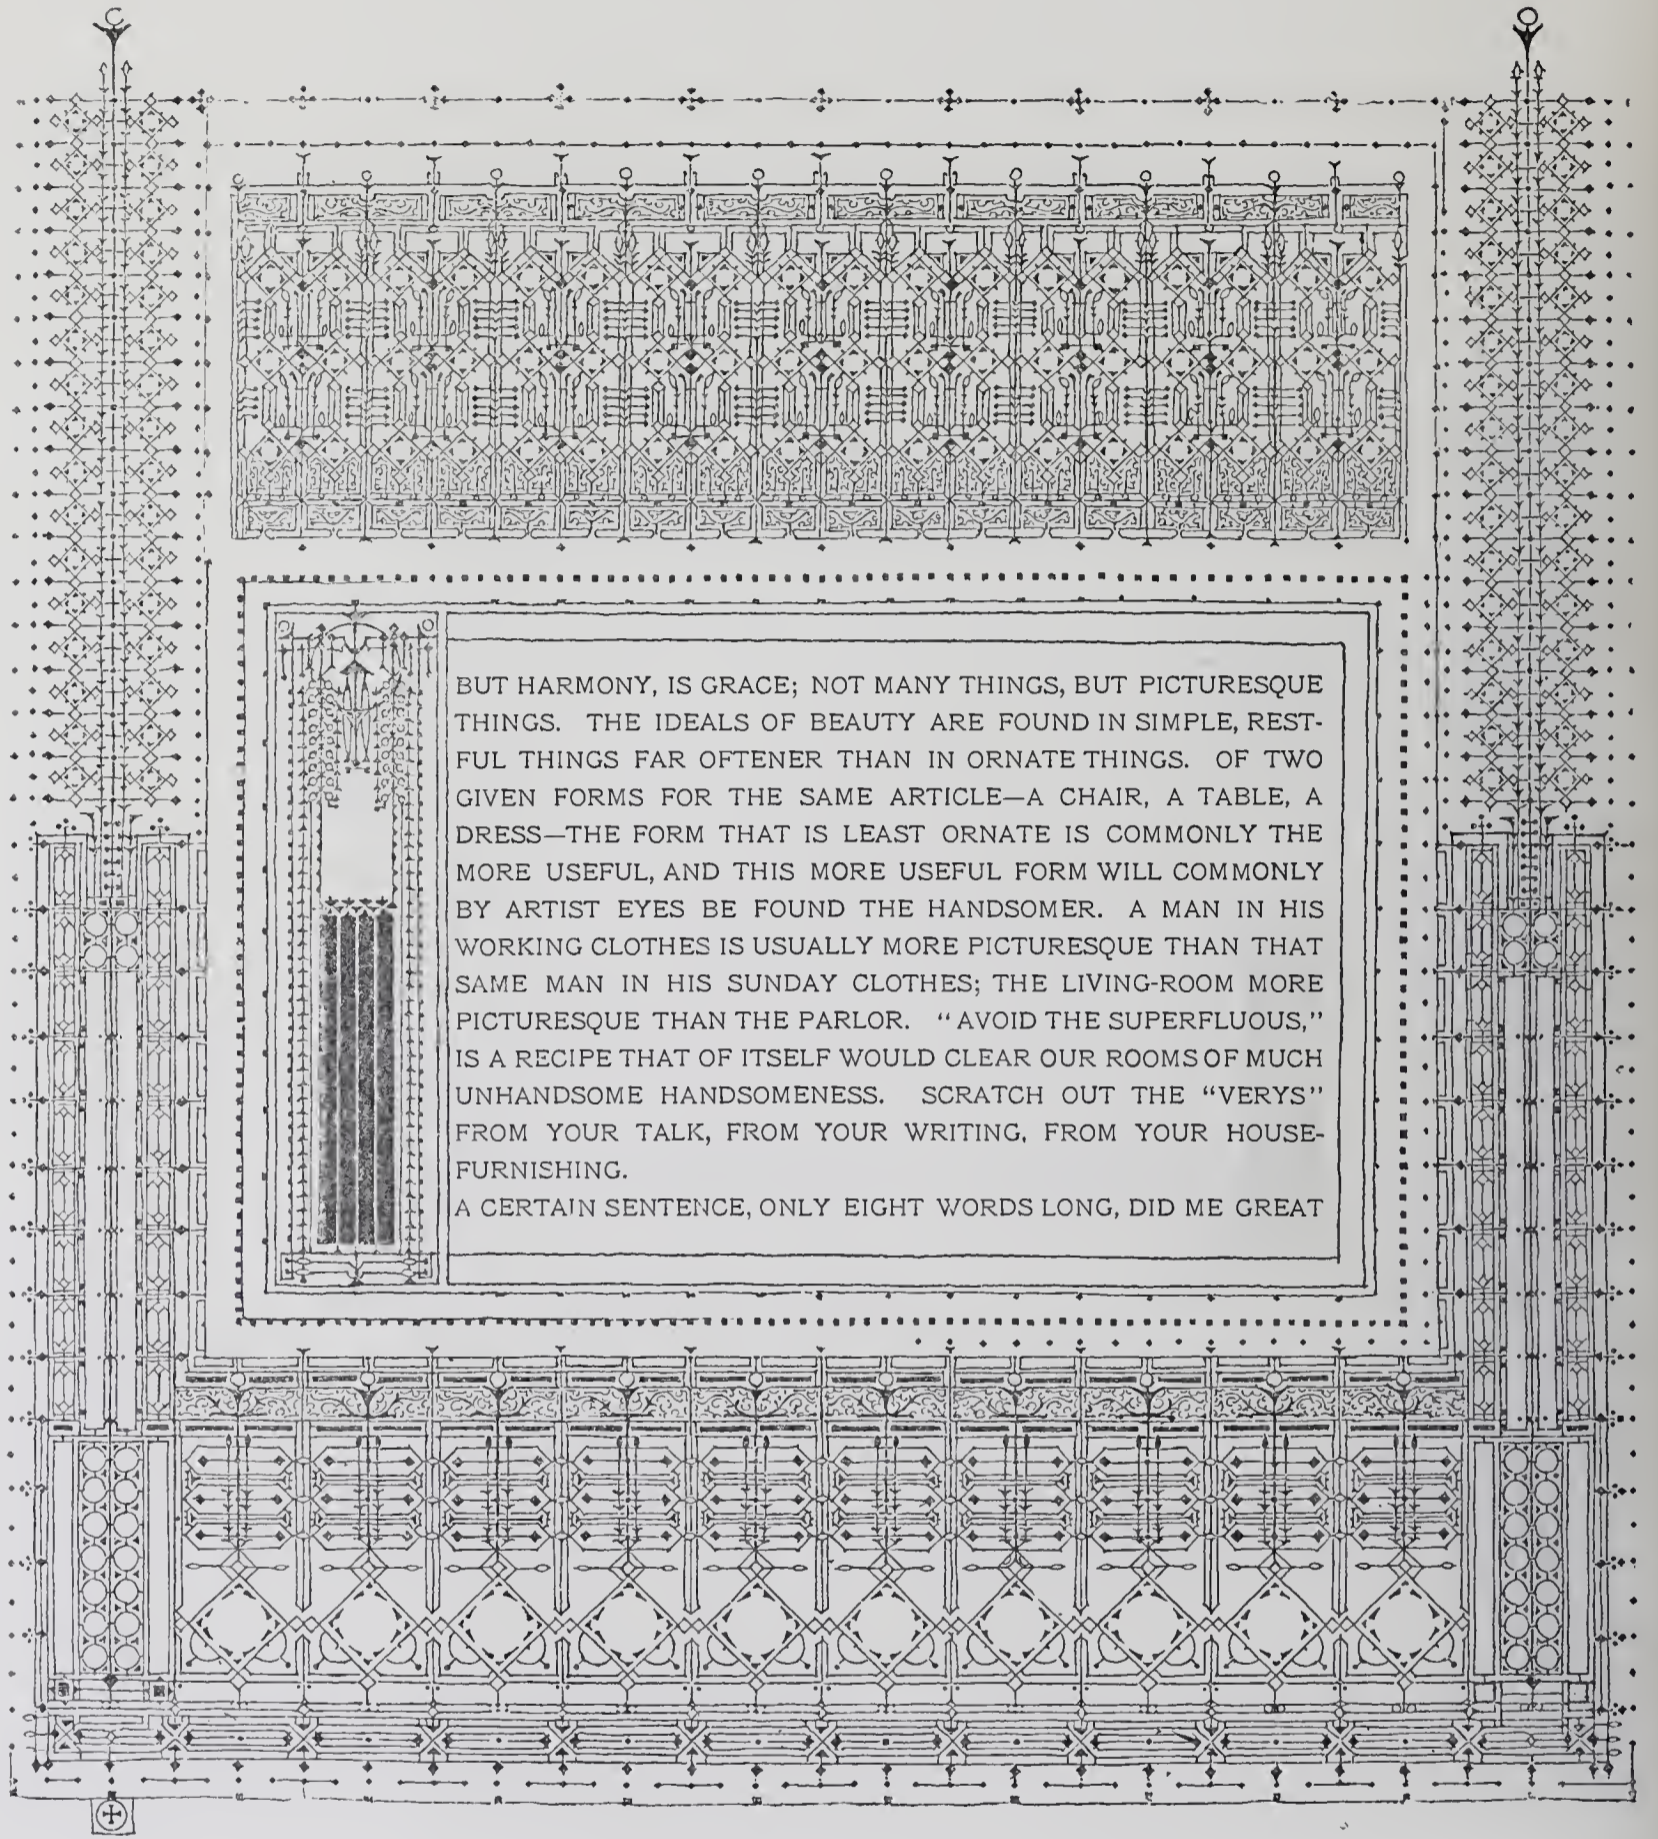 BUT HARMONY, IS GRACE; NOT MANY THINGS, BUT PICTURESQUE
THINGS. THE IDEALS OF BEAUTY ARE FOUND IN SIMPLE, REST-
FUL THINGS FAR OFTENER THAN IN ORNATE THINGS. OF TWO
GIVEN FORMS FOR THE SAME ARTICLE—A CHAIR, A TABLE, A
DRESS—THE FORM THAT IS LEAST ORNATE IS COMMONLY THE
MORE USEFUL, AND THIS MORE USEFUL FORM WILL COMMONLY
BY ARTIST EYES BE FOUND THE HANDSOMER. A MAN IN HIS
WORKING CLOTHES IS USUALLY MORE PICTURESQUE THAN THAT
SAME MAN IN HIS SUNDAY CLOTHES; THE LIVING-ROOM MORE
PICTURESQUE THAN THE PARLOR. "AVOID THE SUPERFLUOUS,"
IS A RECIPE THAT OF ITSELF WOULD CLEAR OUR ROOMS OF MUCH
UNHANDSOME HANDSOMENESS. SCRATCH OUT THE "VERYS"
FROM YOUR TALK, FROM YOUR WRITING, FROM YOUR HOUSE-
FURNISHING.
A CERTAIN SENTENCE, ONLY EIGHT WORDS LONG, DID ME GREAT